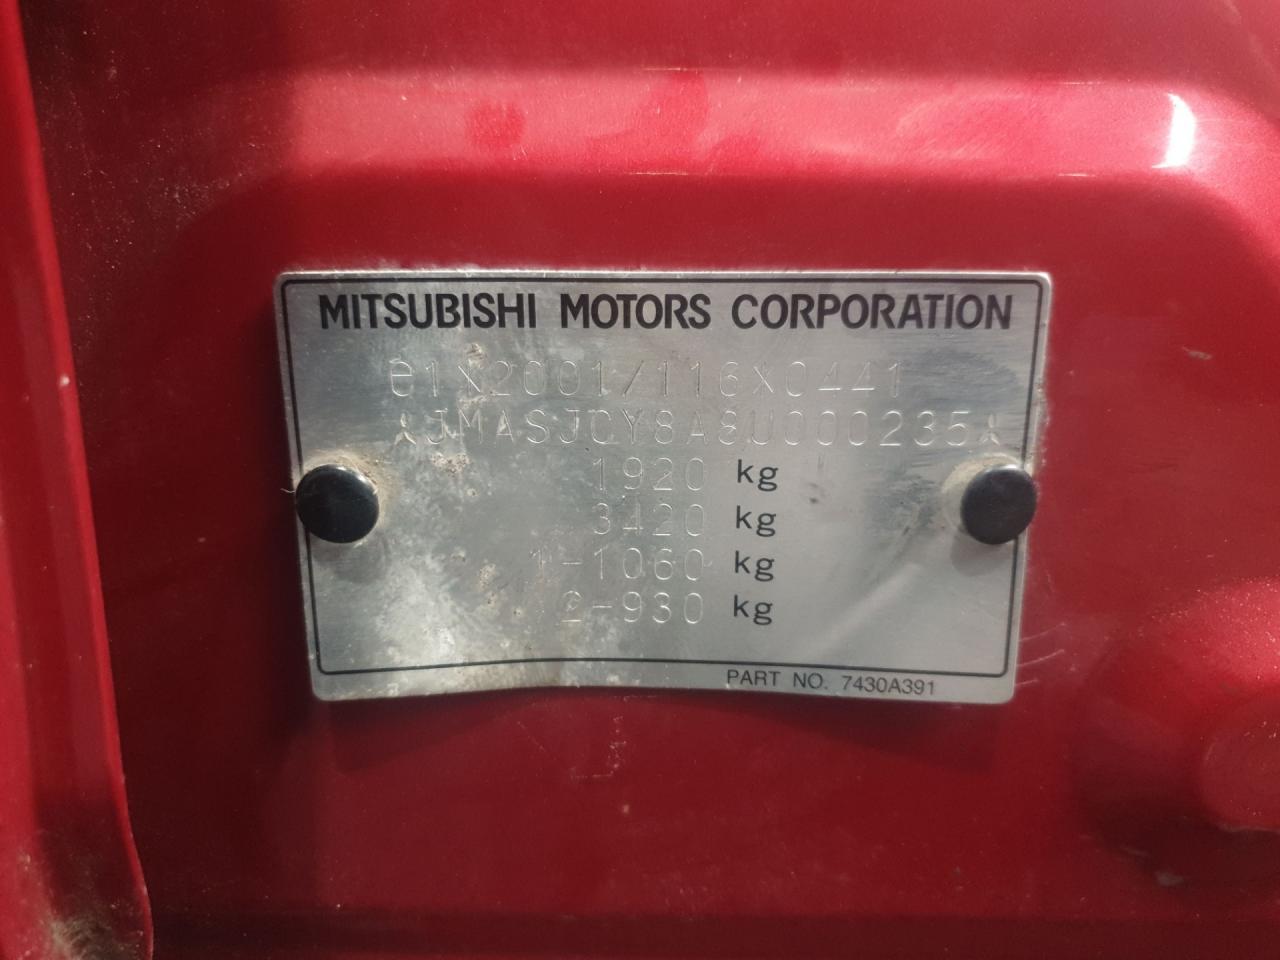 MITSUBISHI MOTORS CORPORATION
e1*2001/116*0441
*JMASJCY8A8U000235*
1920 kg
3420 kg
1-1060 kg
2-930 kg
PART NO. 7430A391